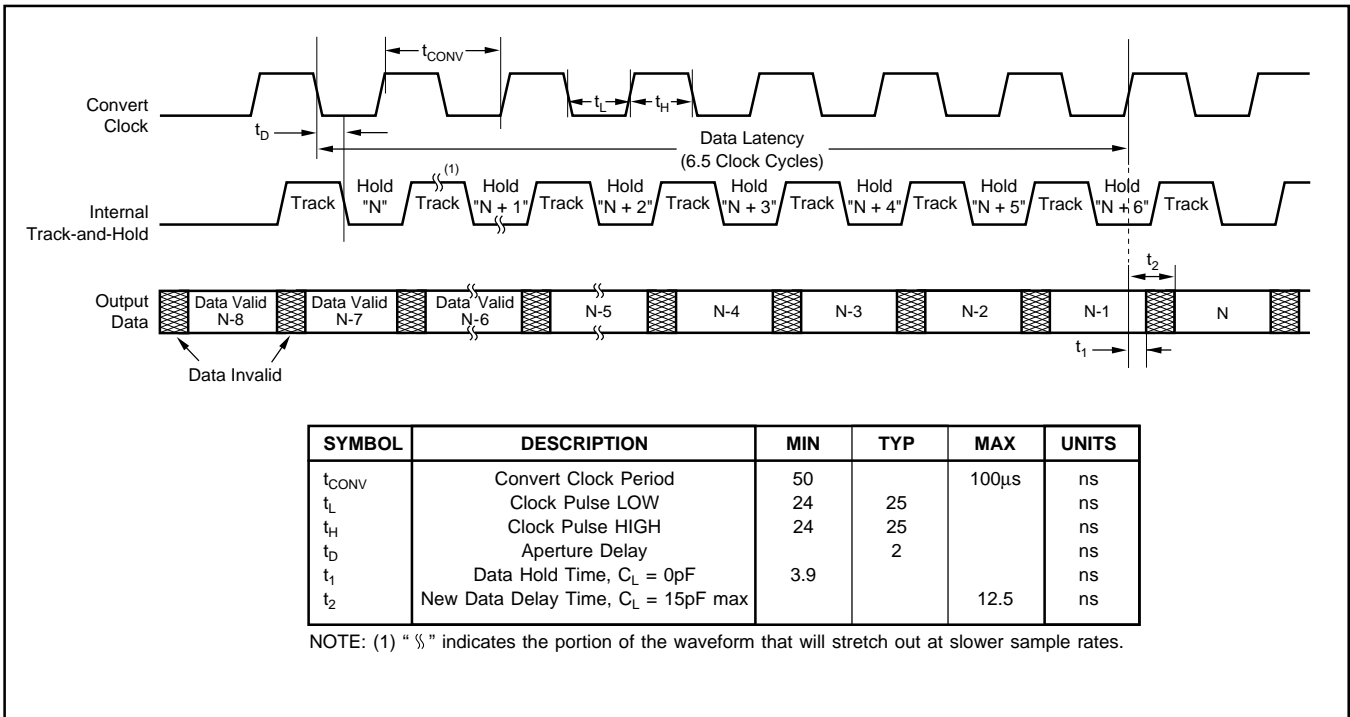 t_CONV
Convert
Clock
t_L
t_H
t_D
Data Latency
(6.5 Clock Cycles)
(1)
Internal
Track-and-Hold
Track
Hold
"N"
Track
Hold
"N + 1"
Track
Hold
"N + 2"
Track
Hold
"N + 3"
Track
Hold
"N + 4"
Track
Hold
"N + 5"
Track
Hold
"N + 6"
Track
t_2
Output
Data
Data Valid
N-8
Data Valid
N-7
Data Valid
N-6
N-5
N-4
N-3
N-2
N-1
N
t_1
Data Invalid
SYMBOL DESCRIPTION MIN TYP MAX UNITS
t_CONV Convert Clock Period 50 100µs ns
t_L Clock Pulse LOW 24 25 ns
t_H Clock Pulse HIGH 24 25 ns
t_D Aperture Delay 2 ns
t_1 Data Hold Time, C_L = 0pF 3.9 ns
t_2 New Data Delay Time, C_L = 15pF max 12.5 ns
NOTE: (1) " ⸾ " indicates the portion of the waveform that will stretch out at slower sample rates.